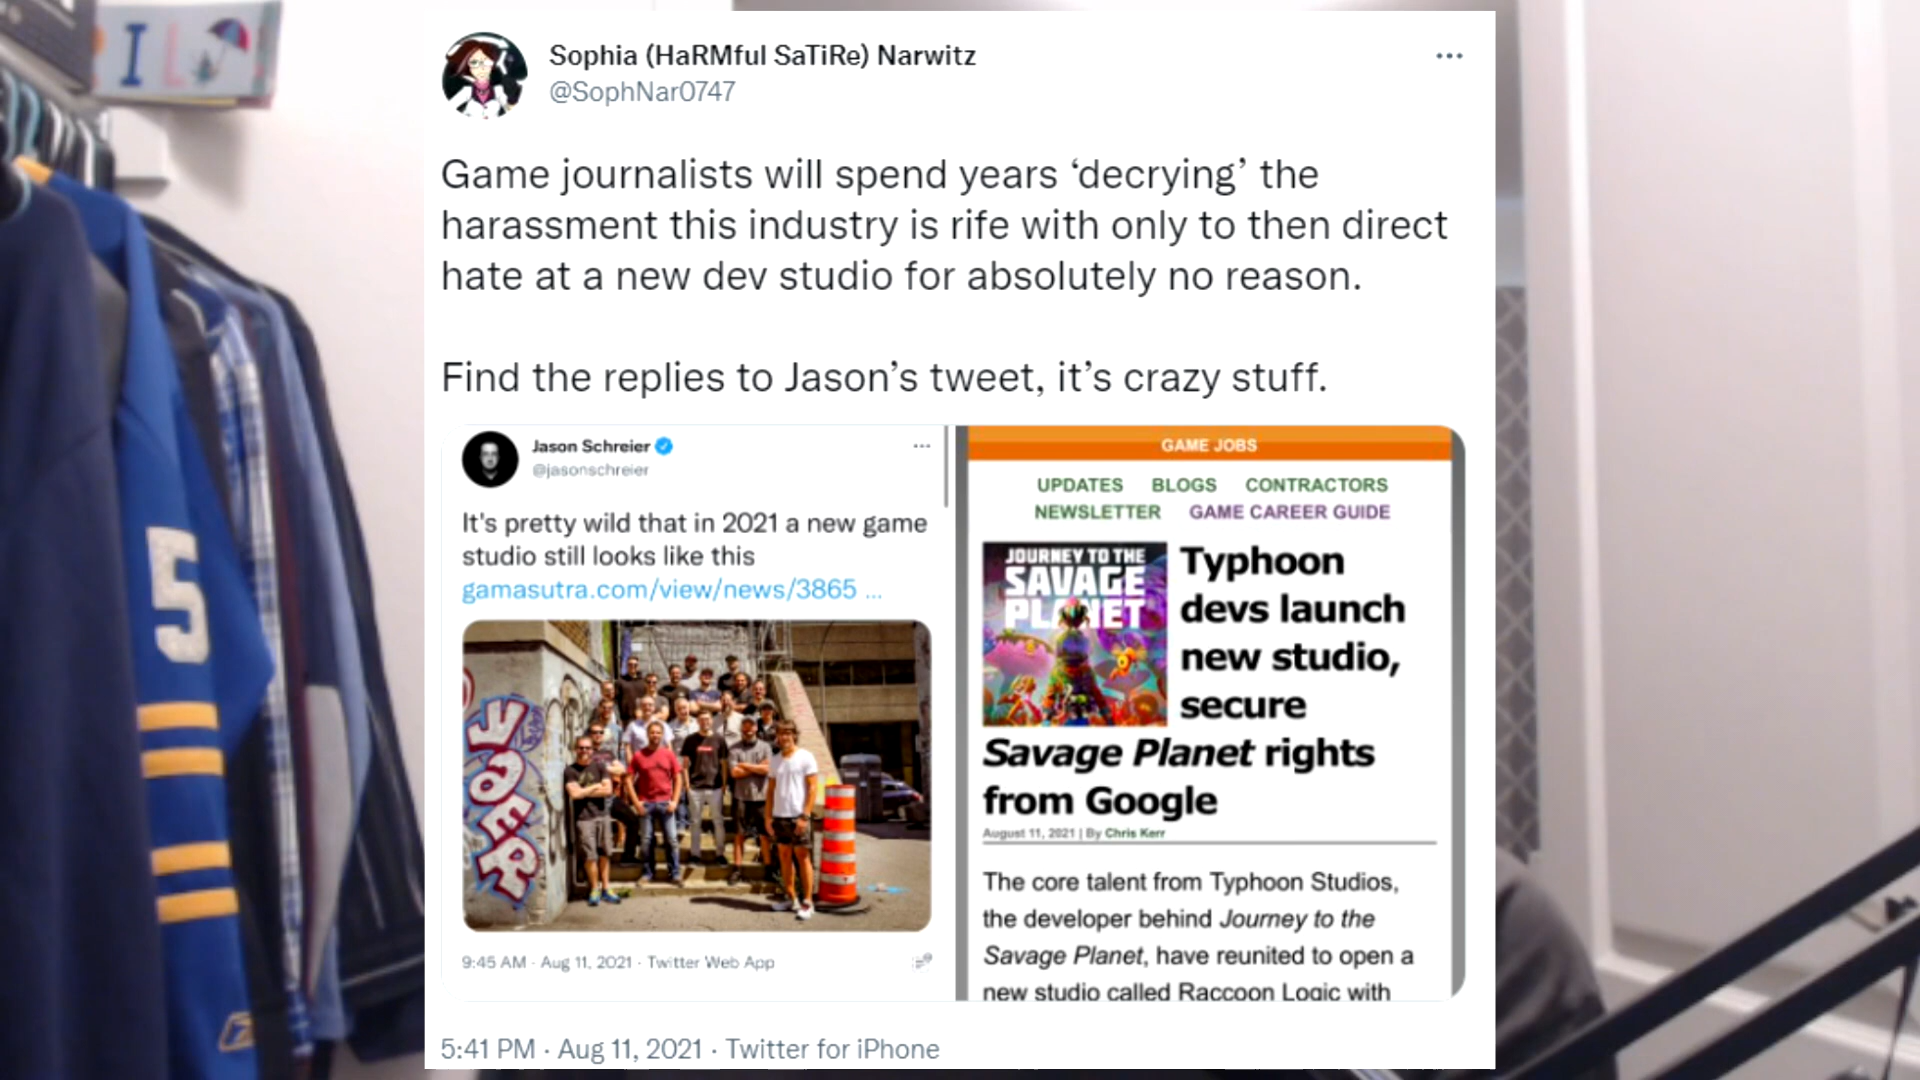 I L
5
Sophia (HaRMful SaTiRe) Narwitz
@SophNar0747
Game journalists will spend years ‘decrying’ the
harassment this industry is rife with only to then direct
hate at a new dev studio for absolutely no reason.
Find the replies to Jason’s tweet, it’s crazy stuff.
Jason Schreier
@jasonschreier
It's pretty wild that in 2021 a new game
studio still looks like this
gamasutra.com/view/news/3865 ...
9:45 AM · Aug 11, 2021 · Twitter Web App
GAME JOBS
UPDATES BLOGS CONTRACTORS
NEWSLETTER GAME CAREER GUIDE
JOURNEY TO THE
SAVAGE
PLANET
Typhoon
devs launch
new studio,
secure
Savage Planet rights
from Google
August 11, 2021 | By Chris Kerr
The core talent from Typhoon Studios,
the developer behind Journey to the
Savage Planet, have reunited to open a
new studio called Raccoon Logic with
5:41 PM · Aug 11, 2021 · Twitter for iPhone